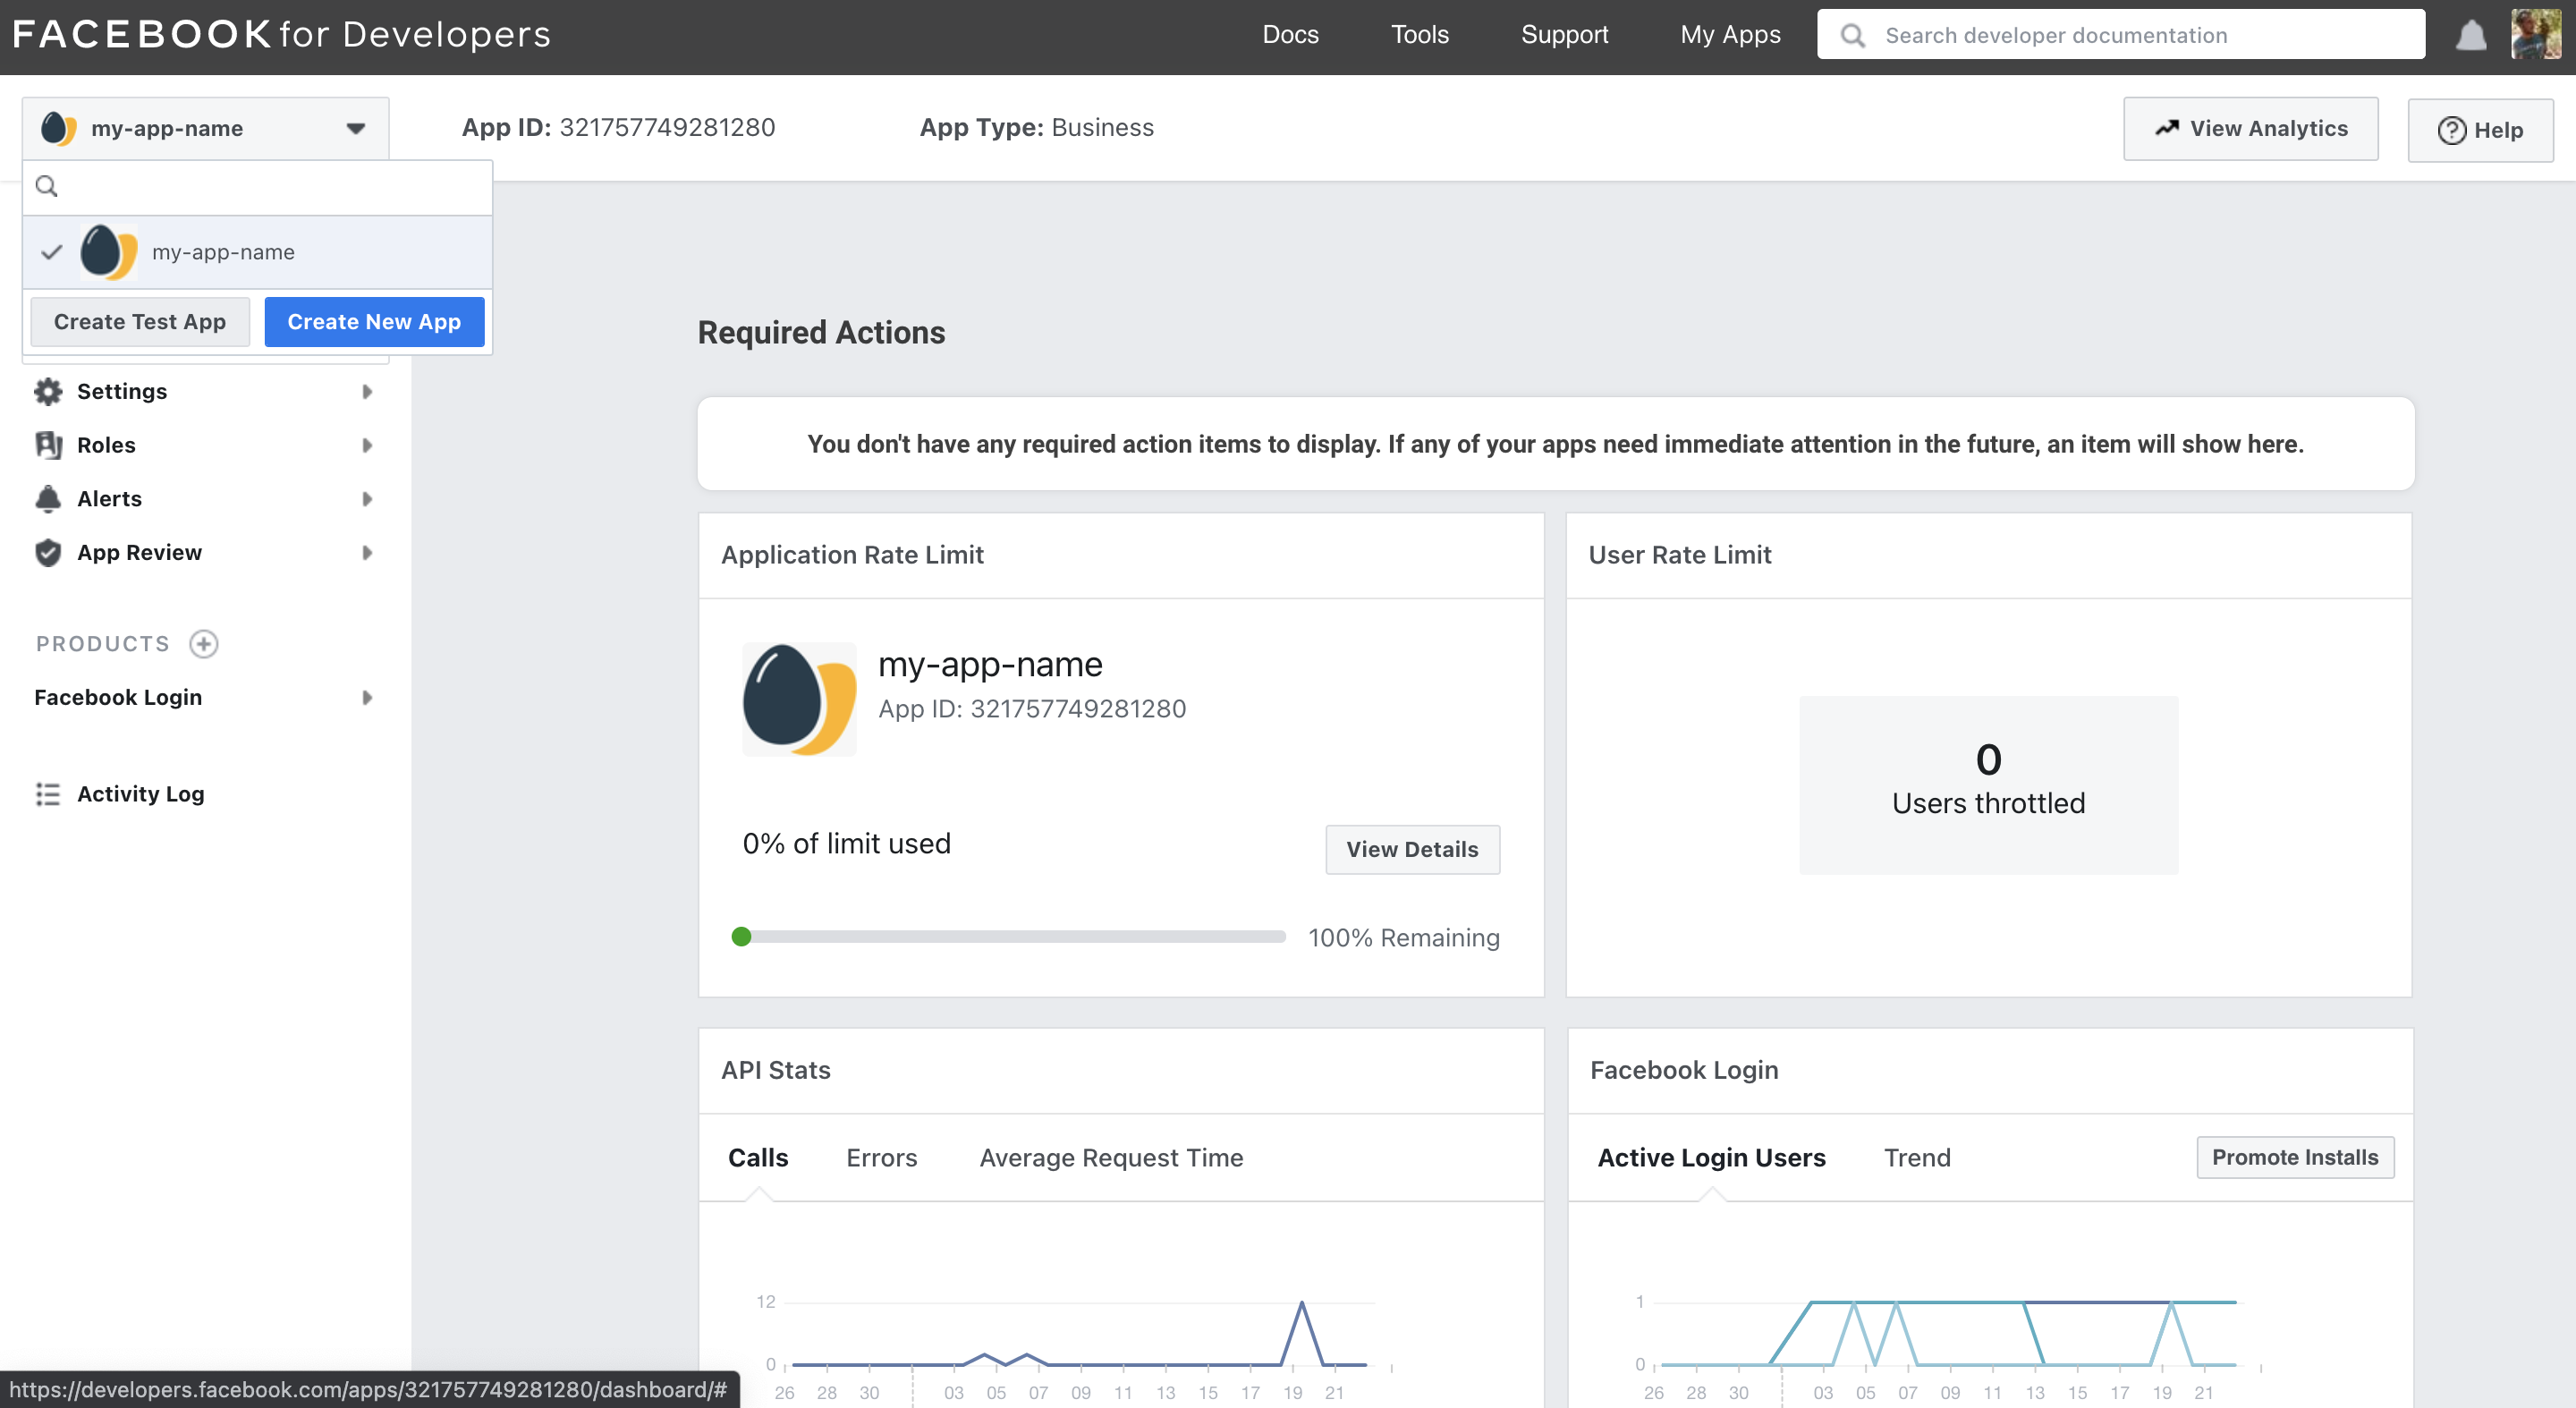 FACEBOOK for Developers
Docs
Tools
Support
My Apps
Search developer documentation
my-app-name
App ID: 321757749281280
App Type: Business
View Analytics
Help
my-app-name
Create Test App
Create New App
Settings
Roles
Alerts
App Review
PRODUCTS
Facebook Login
Activity Log
Required Actions
You don't have any required action items to display. If any of your apps need immediate attention in the future, an item will show here.
Application Rate Limit
my-app-name
App ID: 321757749281280
0% of limit used
View Details
100% Remaining
User Rate Limit
0
Users throttled
API Stats
Calls
Errors
Average Request Time
12
0
26 28 30 03 05 07 09 11 13 15 17 19 21
Facebook Login
Active Login Users
Trend
Promote Installs
1
0
26 28 30 03 05 07 09 11 13 15 17 19 21
https://developers.facebook.com/apps/321757749281280/dashboard/#